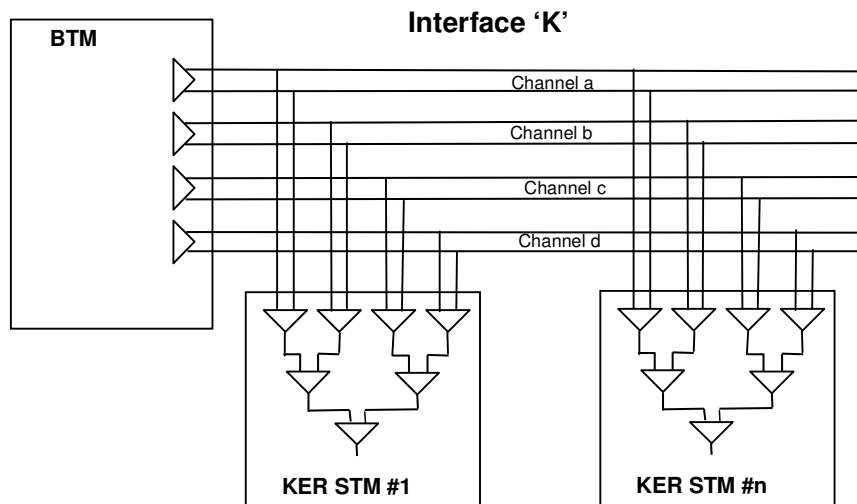 Interface ‘K’
BTM
Channel a
Channel b
Channel c
Channel d
KER STM #1
KER STM #n